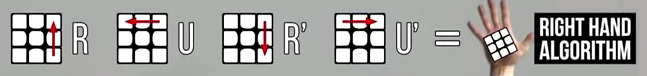 R U R' U' =
RIGHT HAND
ALGORITHM